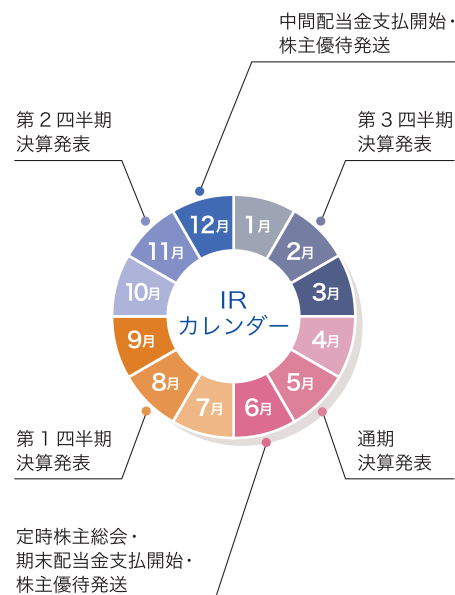 中間配当金支払開始・
株主優待発送
第2四半期
決算発表
第3四半期
決算発表
12月
1月
11月
2月
10月
3月
IR
カレンダー
9月
4月
8月
5月
7月
6月
第1四半期
決算発表
通期
決算発表
定時株主総会・
期末配当金支払開始・
株主優待発送